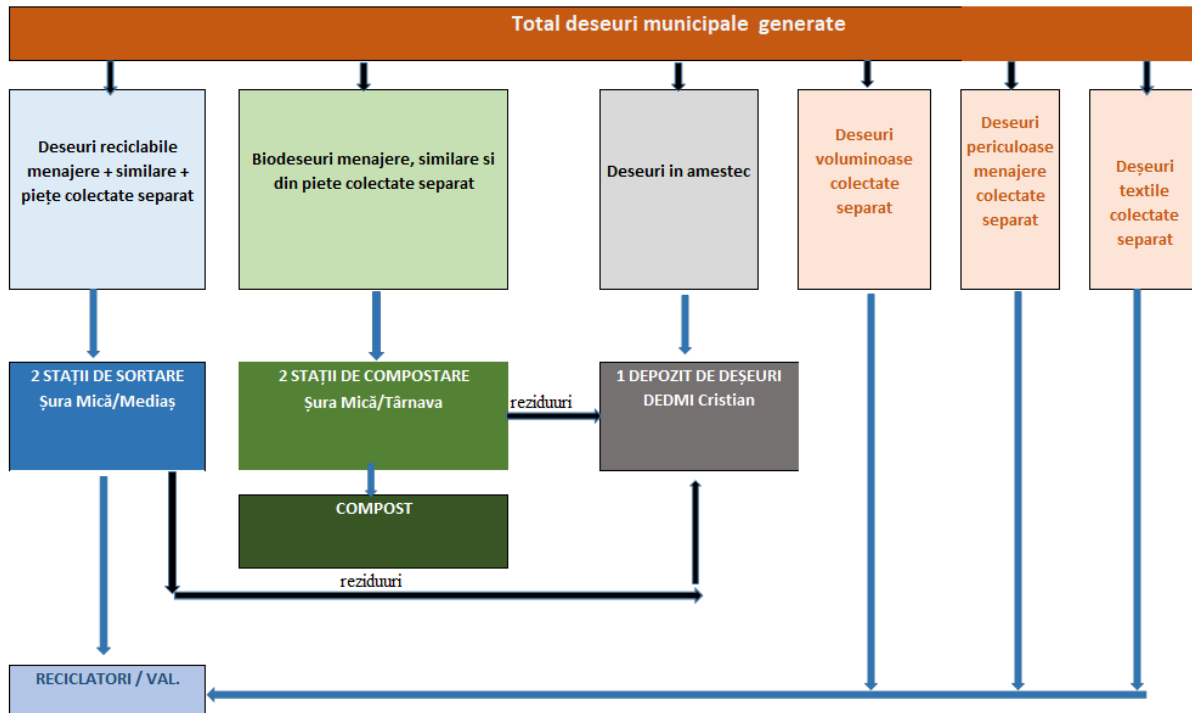 Total deseuri municipale generate
Deseuri reciclabile
menajere + similare +
piețe colectate separat
Biodeseuri menajere, similare si
din piete colectate separat
Deseuri in amestec
Deseuri
voluminoase
colectate
separat
Deseuri
periculoase
menajere
colectate
separat
Deșeuri
textile
colectate
separat
2 STAȚII DE SORTARE
Șura Mică/Mediaș
2 STAȚII DE COMPOSTARE
Șura Mică/Târnava
reziduuri
1 DEPOZIT DE DEȘEURI
DEDMI Cristian
COMPOST
reziduuri
RECICLATORI / VAL.